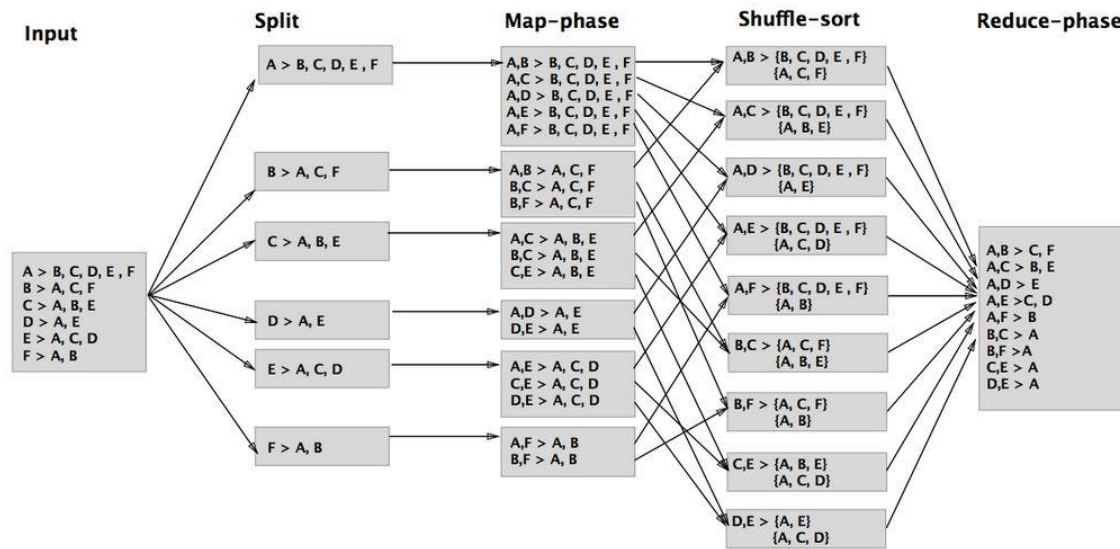 Input
Split
Map-phase
Shuffle-sort
Reduce-phase
A > B, C, D, E , F
B > A, C, F
C > A, B, E
D > A, E
E > A, C, D
F > A, B
A > B, C, D, E , F
B > A, C, F
C > A, B, E
D > A, E
E > A, C, D
F > A, B
A,B > B, C, D, E , F
A,C > B, C, D, E , F
A,D > B, C, D, E , F
A,E > B, C, D, E , F
A,F > B, C, D, E , F
A,B > A, C, F
B,C > A, C, F
B,F > A, C, F
A,C > A, B, E
B,C > A, B, E
C,E > A, B, E
A,D > A, E
D,E > A, E
A,E > A, C, D
C,E > A, C, D
D,E > A, C, D
A,F > A, B
B,F > A, B
A,B > {B, C, D, E , F}
{A, C, F}
A,C > {B, C, D, E , F}
{A, B, E}
A,D > {B, C, D, E , F}
{A, E}
A,E > {B, C, D, E , F}
{A, C, D}
A,F > {B, C, D, E , F}
{A, B}
B,C > {A, C, F}
{A, B, E}
B,F > {A, C, F}
{A, B}
C,E > {A, B, E}
{A, C, D}
D,E > {A, E}
{A, C, D}
A,B > C, F
A,C > B, E
A,D > E
A,E >C, D
A,F > B
B,C > A
B,F >A
C,E > A
D,E > A